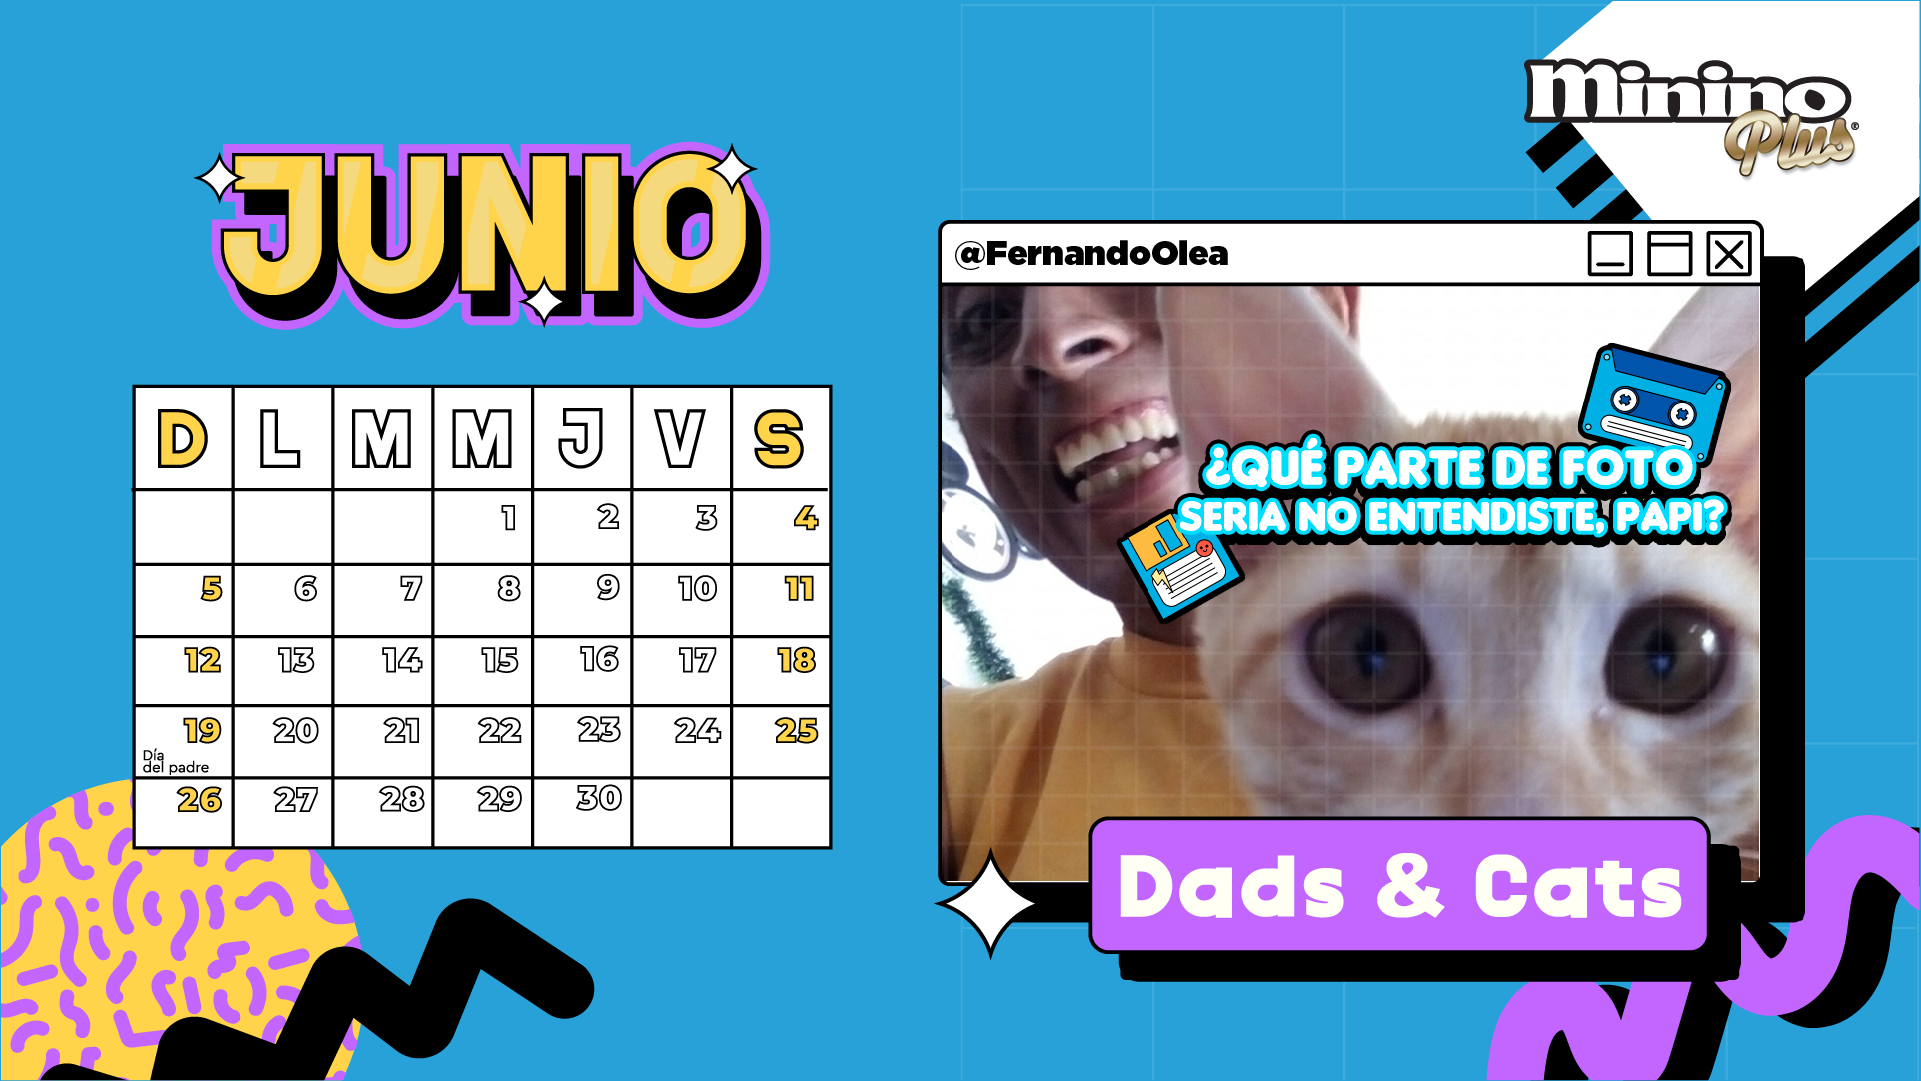 JUNIO
D L M M J V S
1 2 3 4
5 6 7 8 9 10 11
12 13 14 15 16 17 18
19 20 21 22 23 24 25
Día
del padre
26 27 28 29 30
minino
Plus®
@FernandoOlea
¿QUÉ PARTE DE FOTO
SERIA NO ENTENDISTE, PAPI?
Dads & Cats